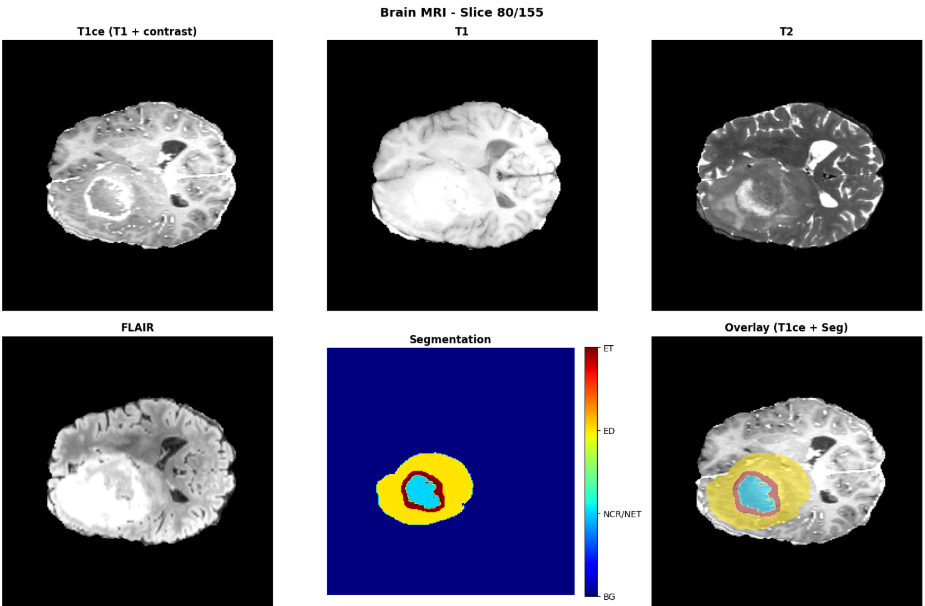 Brain MRI - Slice 80/155
T1ce (T1 + contrast)
T1
T2
FLAIR
Segmentation
Overlay (T1ce + Seg)
ET
ED
NCR/NET
BG